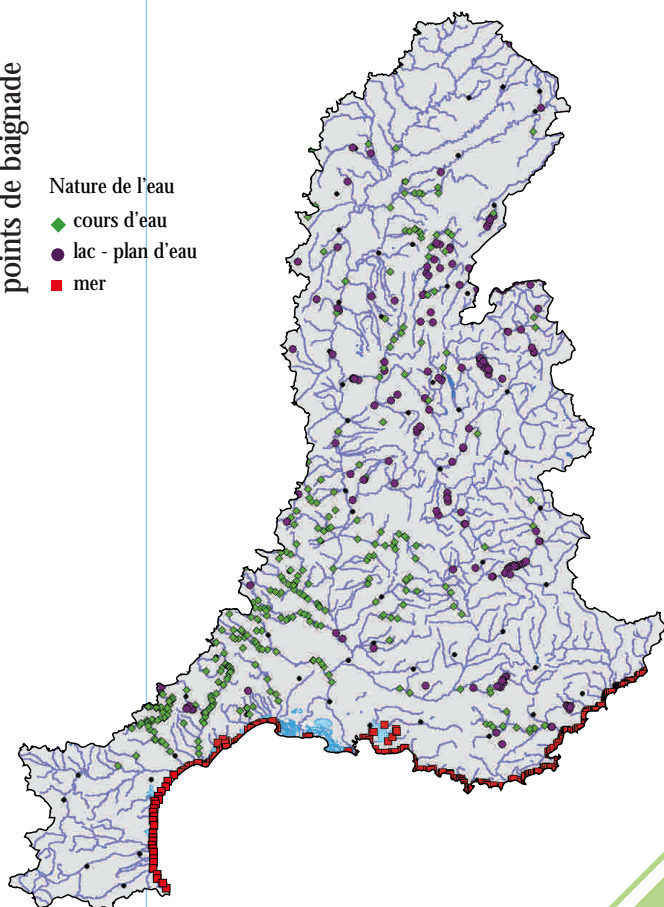 points de baignade
Nature de l'eau
cours d'eau
lac - plan d'eau
mer